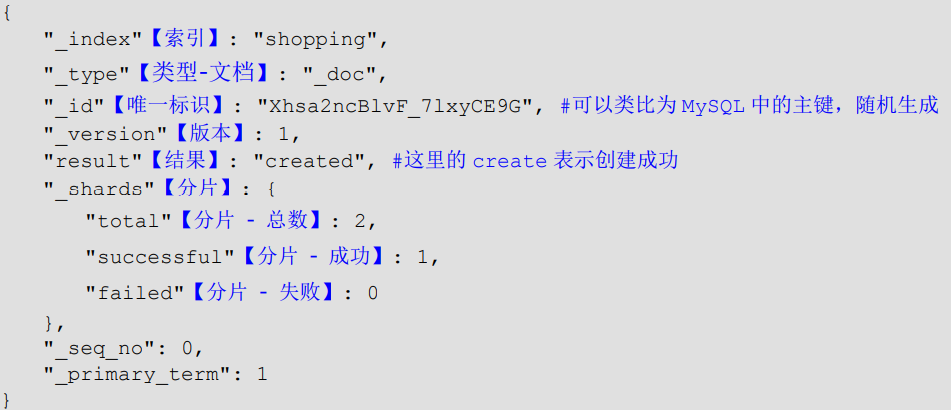 {
"_index"【索引】: "shopping",
"_type"【类型-文档】: "_doc",
"_id"【唯一标识】: "Xhsa2ncBlvF_7lxyCE9G", #可以类比为 MySQL 中的主键，随机生成
"_version"【版本】: 1,
"result"【结果】: "created", #这里的 create 表示创建成功
"_shards"【分片】: {
"total"【分片 - 总数】: 2,
"successful"【分片 - 成功】: 1,
"failed"【分片 - 失败】: 0
},
"_seq_no": 0,
"_primary_term": 1
}